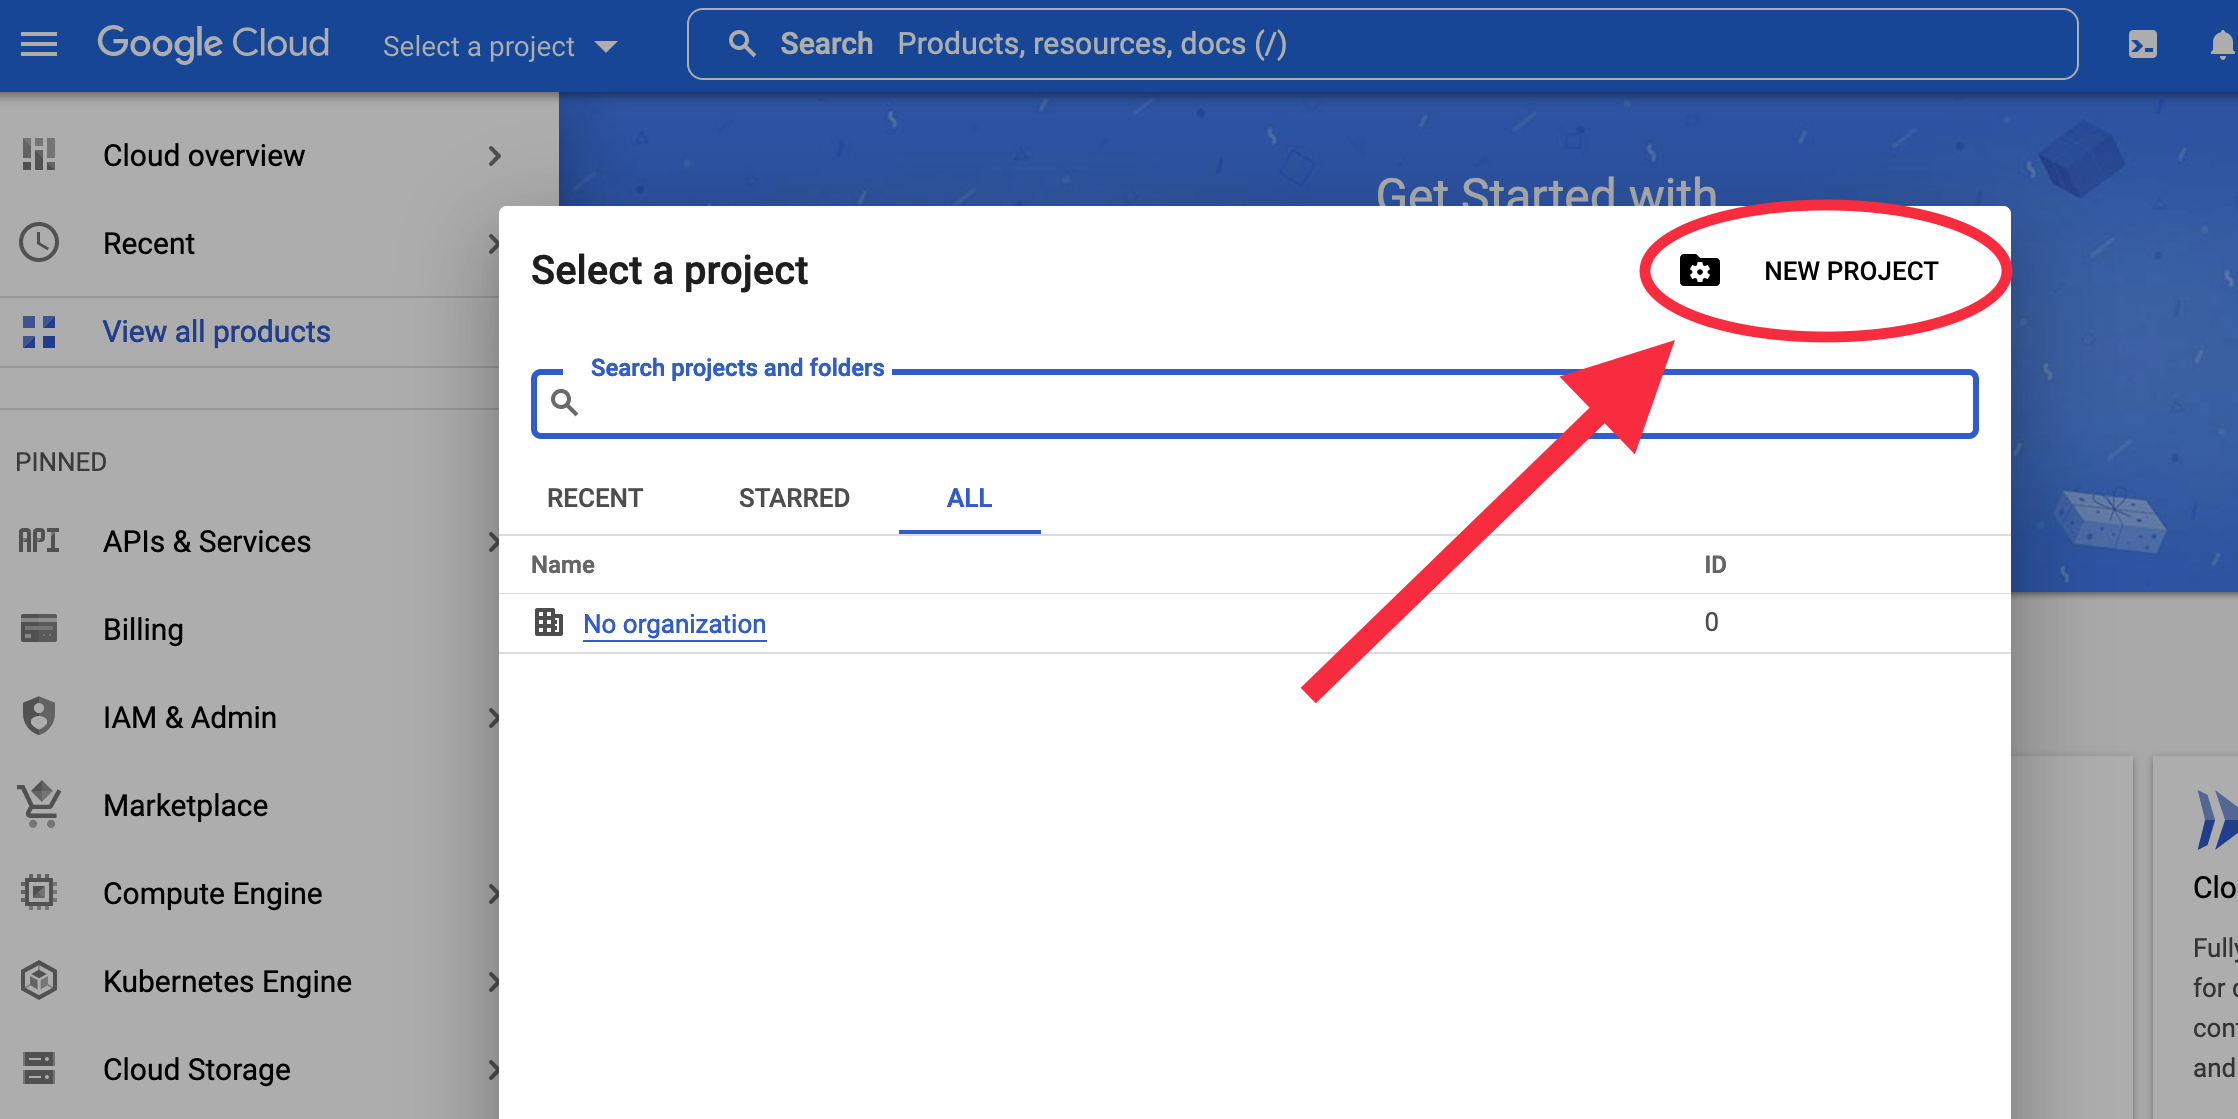 Google Cloud
Select a project
Search Products, resources, docs (/)
Cloud overview
Recent
View all products
PINNED
API APIs & Services
Billing
IAM & Admin
Marketplace
Compute Engine
Kubernetes Engine
Cloud Storage
Get Started with
Select a project
NEW PROJECT
Search projects and folders
RECENT STARRED ALL
Name ID
No organization 0
Clo
Fully
for
and